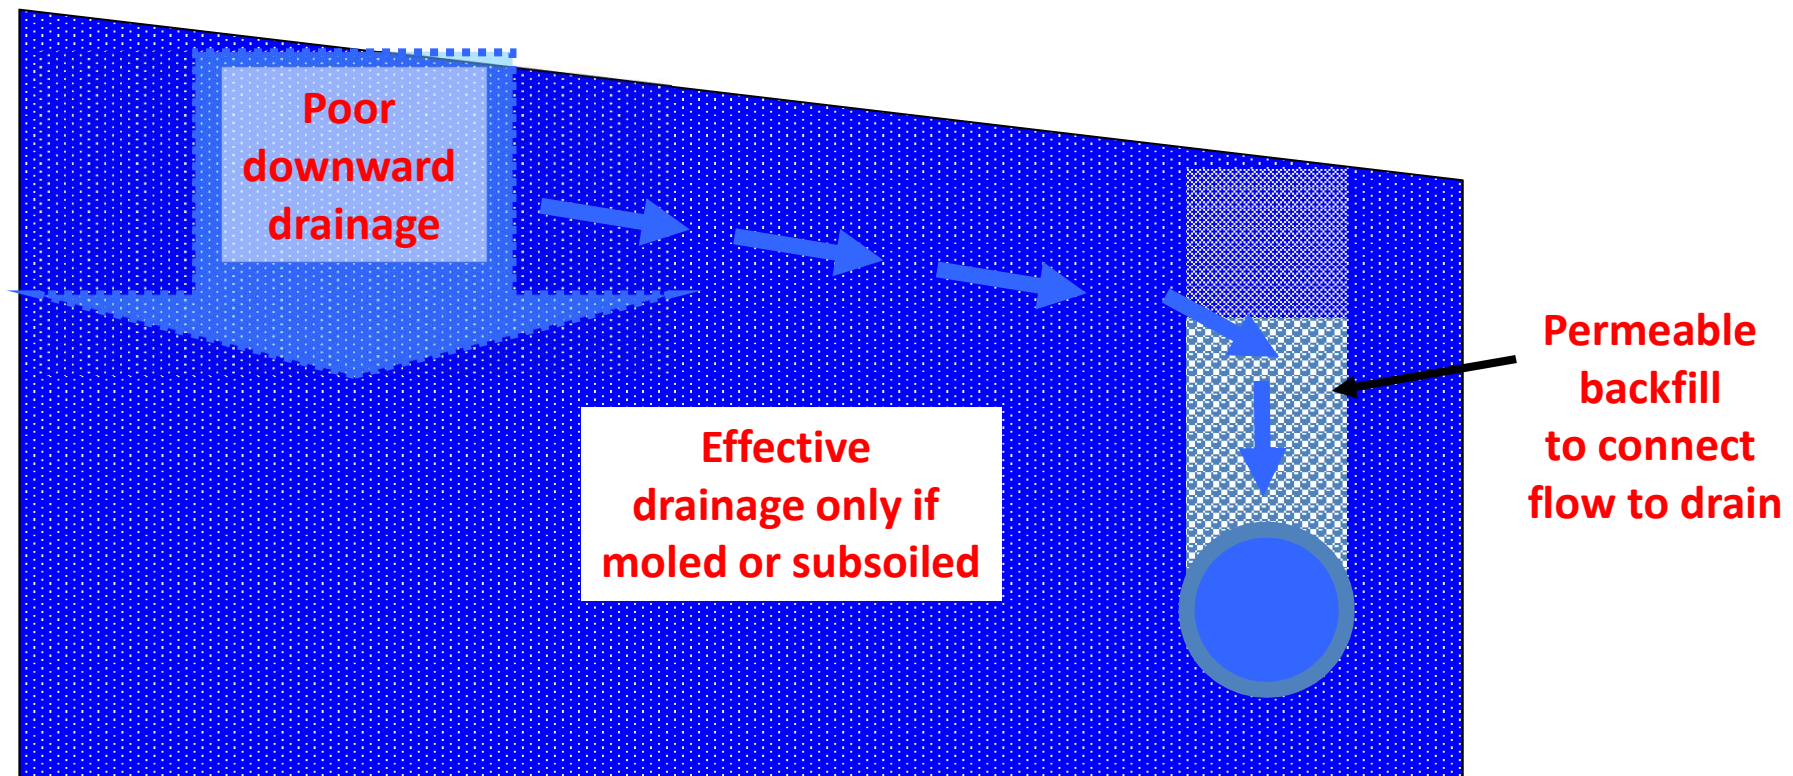 Poor
downward
drainage
Effective
drainage only if
moled or subsoiled
Permeable
backfill
to connect
flow to drain